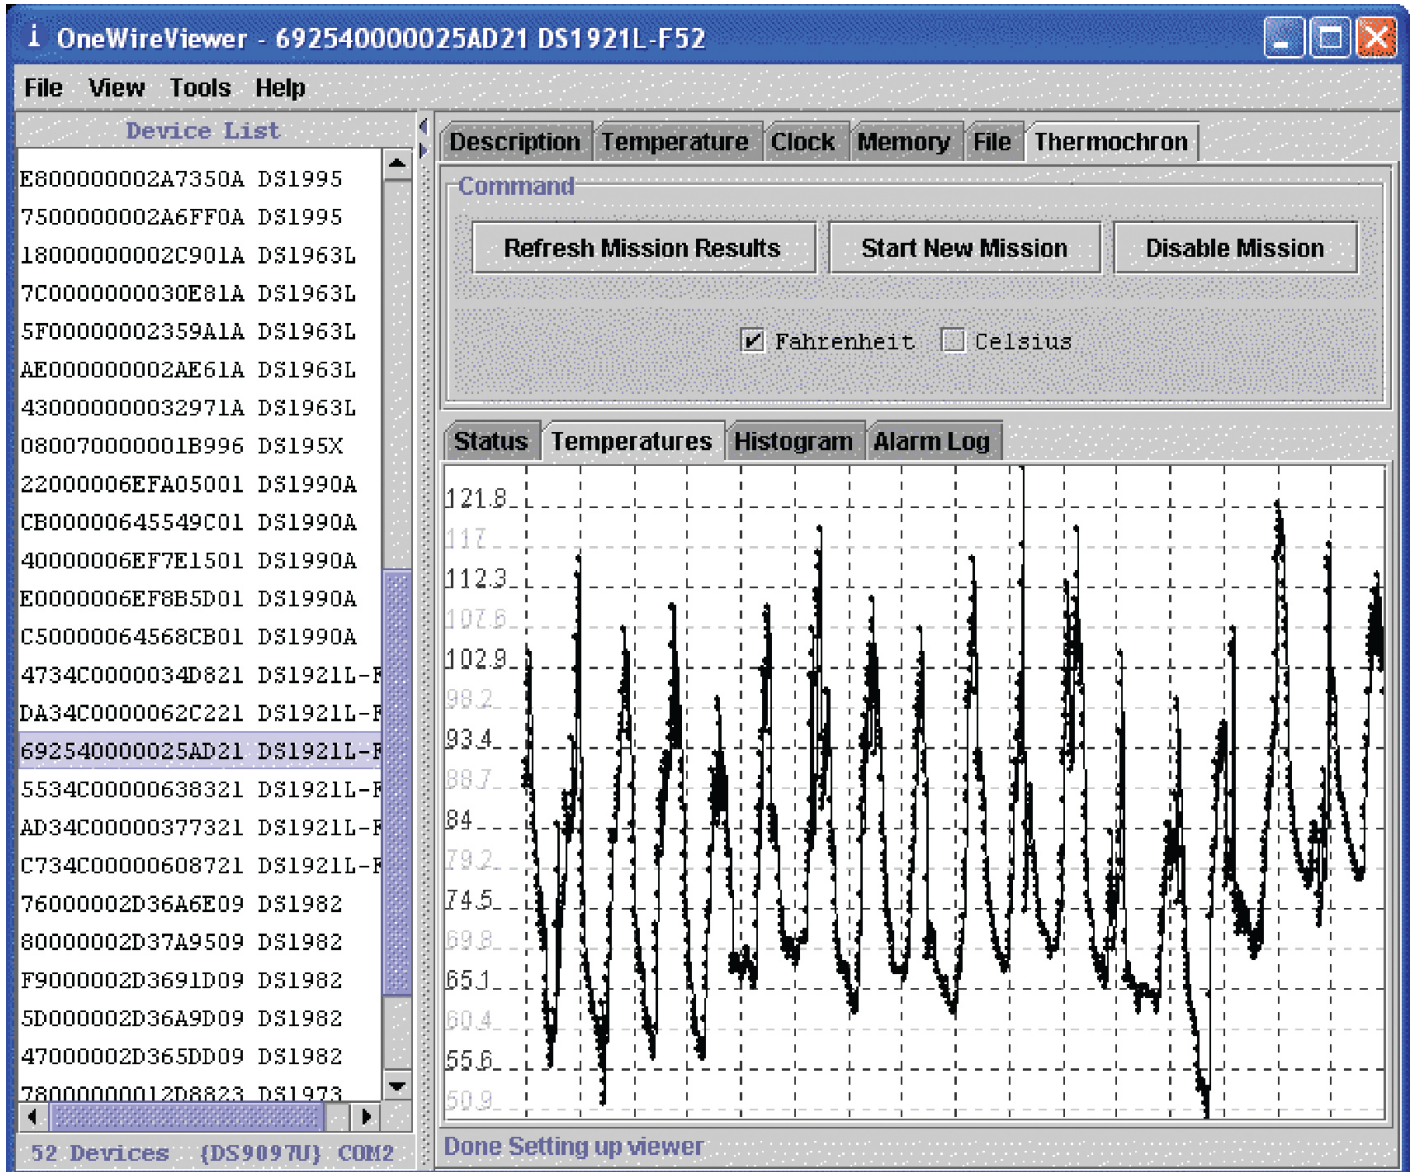 i OneWireViewer - 692540000025AD21 DS1921L-F52
File View Tools Help
Device List
E800000002A7350A DS1995
7500000002A6FF0A DS1995
18000000002C901A DS1963L
7C0000000030E81A DS1963L
5F00000002359A1A DS1963L
AE000000002AE61A DS1963L
430000000032971A DS1963L
080070000001B996 DS195X
22000006EFA05001 DS1990A
CB00000645549C01 DS1990A
40000006EF7E1501 DS1990A
E0000006EF8B5D01 DS1990A
C50000064568CB01 DS1990A
4734C0000034D821 DS1921L-F
DA34C0000062C221 DS1921L-F
692540000025AD21 DS1921L-F
5534C00000638321 DS1921L-F
AD34C00000377321 DS1921L-F
C734C00000608721 DS1921L-F
76000002D36A6E09 DS1982
80000002D37A9509 DS1982
F9000002D3691D09 DS1982
5D000002D36A9D09 DS1982
47000002D365DD09 DS1982
78000000012D8823 DS1973
52 Devices {DS9097U} COM2
Description Temperature Clock Memory File Thermochron
Command
Refresh Mission Results Start New Mission Disable Mission
Fahrenheit Celsius
Status Temperatures Histogram Alarm Log
121.8
117
112.3
107.6
102.9
98.2
93.4
88.7
84
79.2
74.5
69.8
65.1
60.4
55.6
50.9
Done Setting up viewer